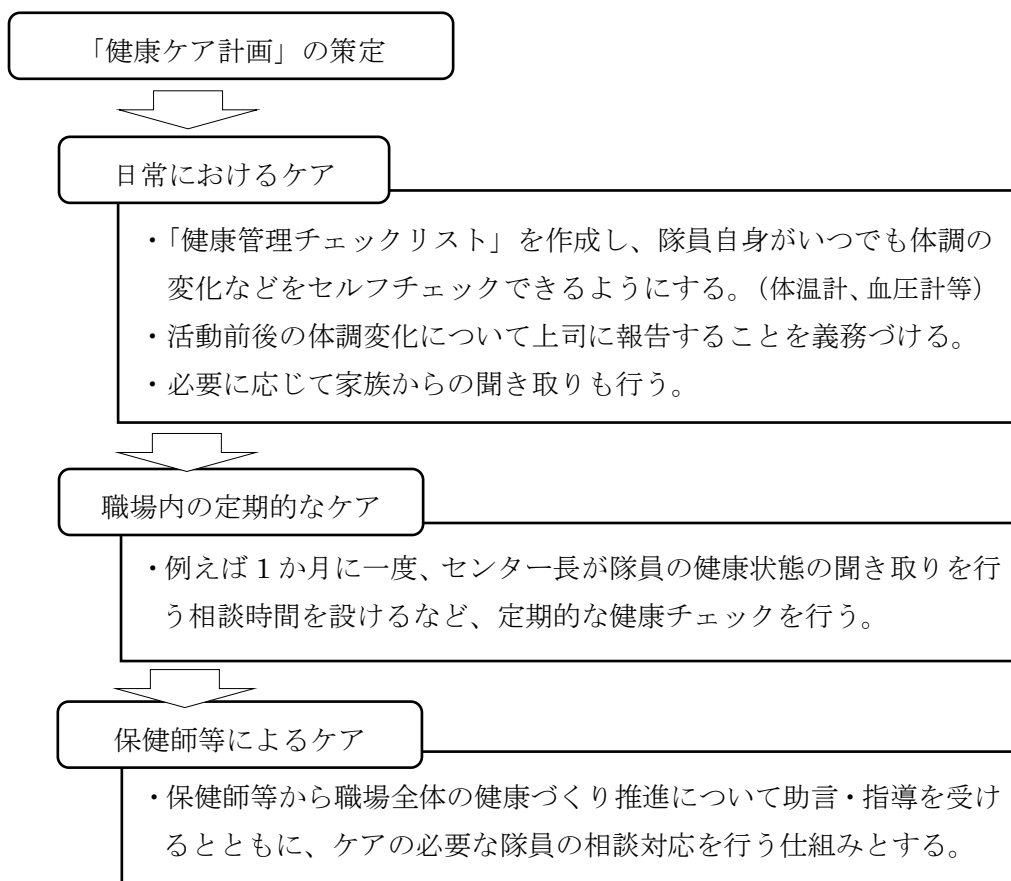 「健康ケア計画」の策定
日常におけるケア
・「健康管理チェックリスト」を作成し、隊員自身がいつでも体調の
変化などをセルフチェックできるようにする。（体温計、血圧計等）
・活動前後の体調変化について上司に報告することを義務づける。
・必要に応じて家族からの聞き取りも行う。
職場内の定期的なケア
・例えば１か月に一度、センター長が隊員の健康状態の聞き取りを行
う相談時間を設けるなど、定期的な健康チェックを行う。
保健師等によるケア
・保健師等から職場全体の健康づくり推進について助言・指導を受け
るとともに、ケアの必要な隊員の相談対応を行う仕組みとする。